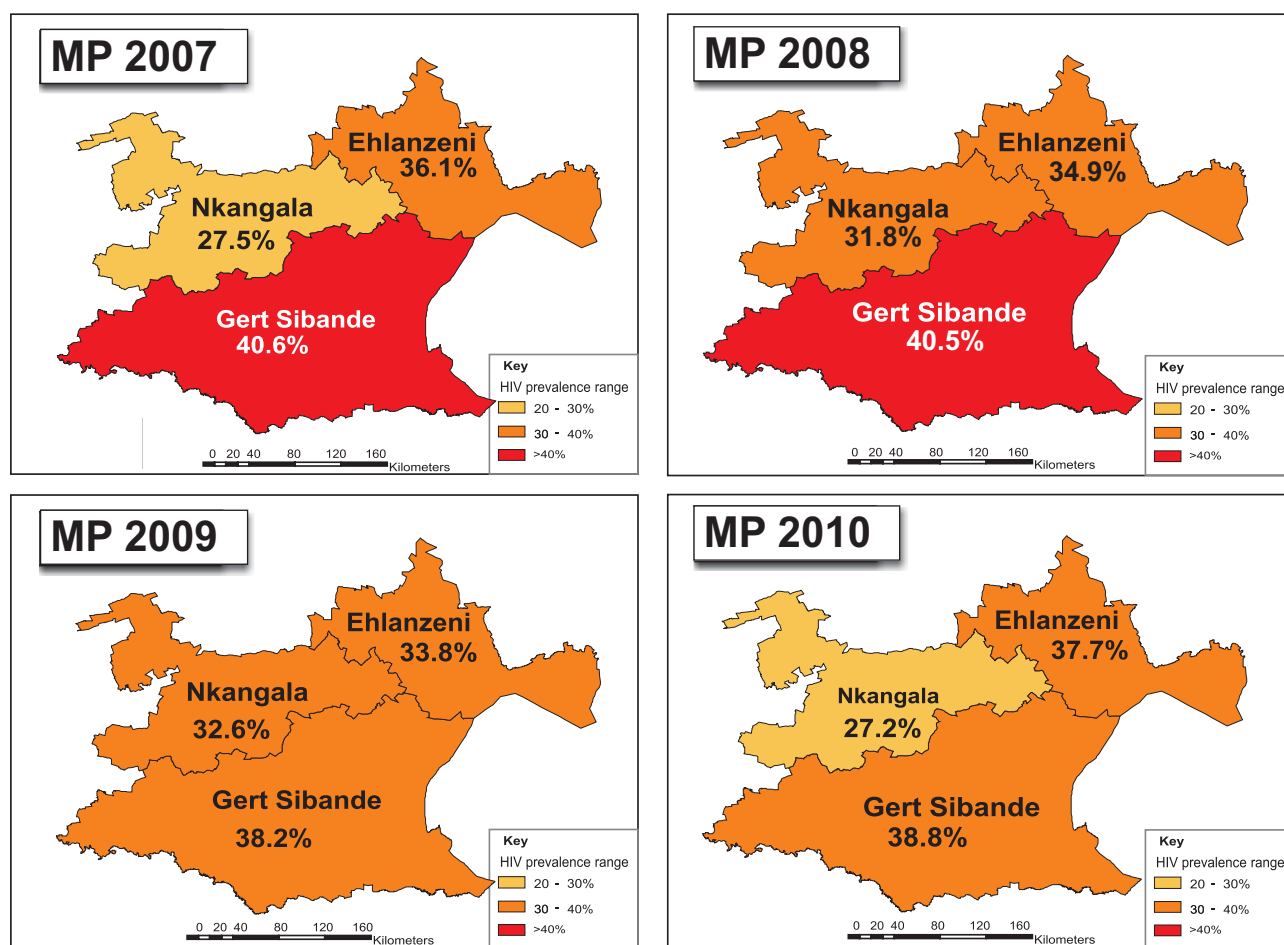 MP 2007
Ehlanzeni
36.1%
Nkangala
27.5%
Gert Sibande
40.6%
Key
HIV prevalence range
20 - 30%
30 - 40%
>40%
0 20 40 80 120 160
Kilometers
MP 2008
Ehlanzeni
34.9%
Nkangala
31.8%
Gert Sibande
40.5%
Key
HIV prevalence range
20 - 30%
30 - 40%
>40%
0 20 40 80 120 160
Kilometers
MP 2009
Ehlanzeni
33.8%
Nkangala
32.6%
Gert Sibande
38.2%
Key
HIV prevalence range
20 - 30%
30 - 40%
>40%
0 20 40 80 120 160
Kilometers
MP 2010
Ehlanzeni
37.7%
Nkangala
27.2%
Gert Sibande
38.8%
Key
HIV prevalence range
20 - 30%
30 - 40%
>40%
0 20 40 80 120 160
Kilometers